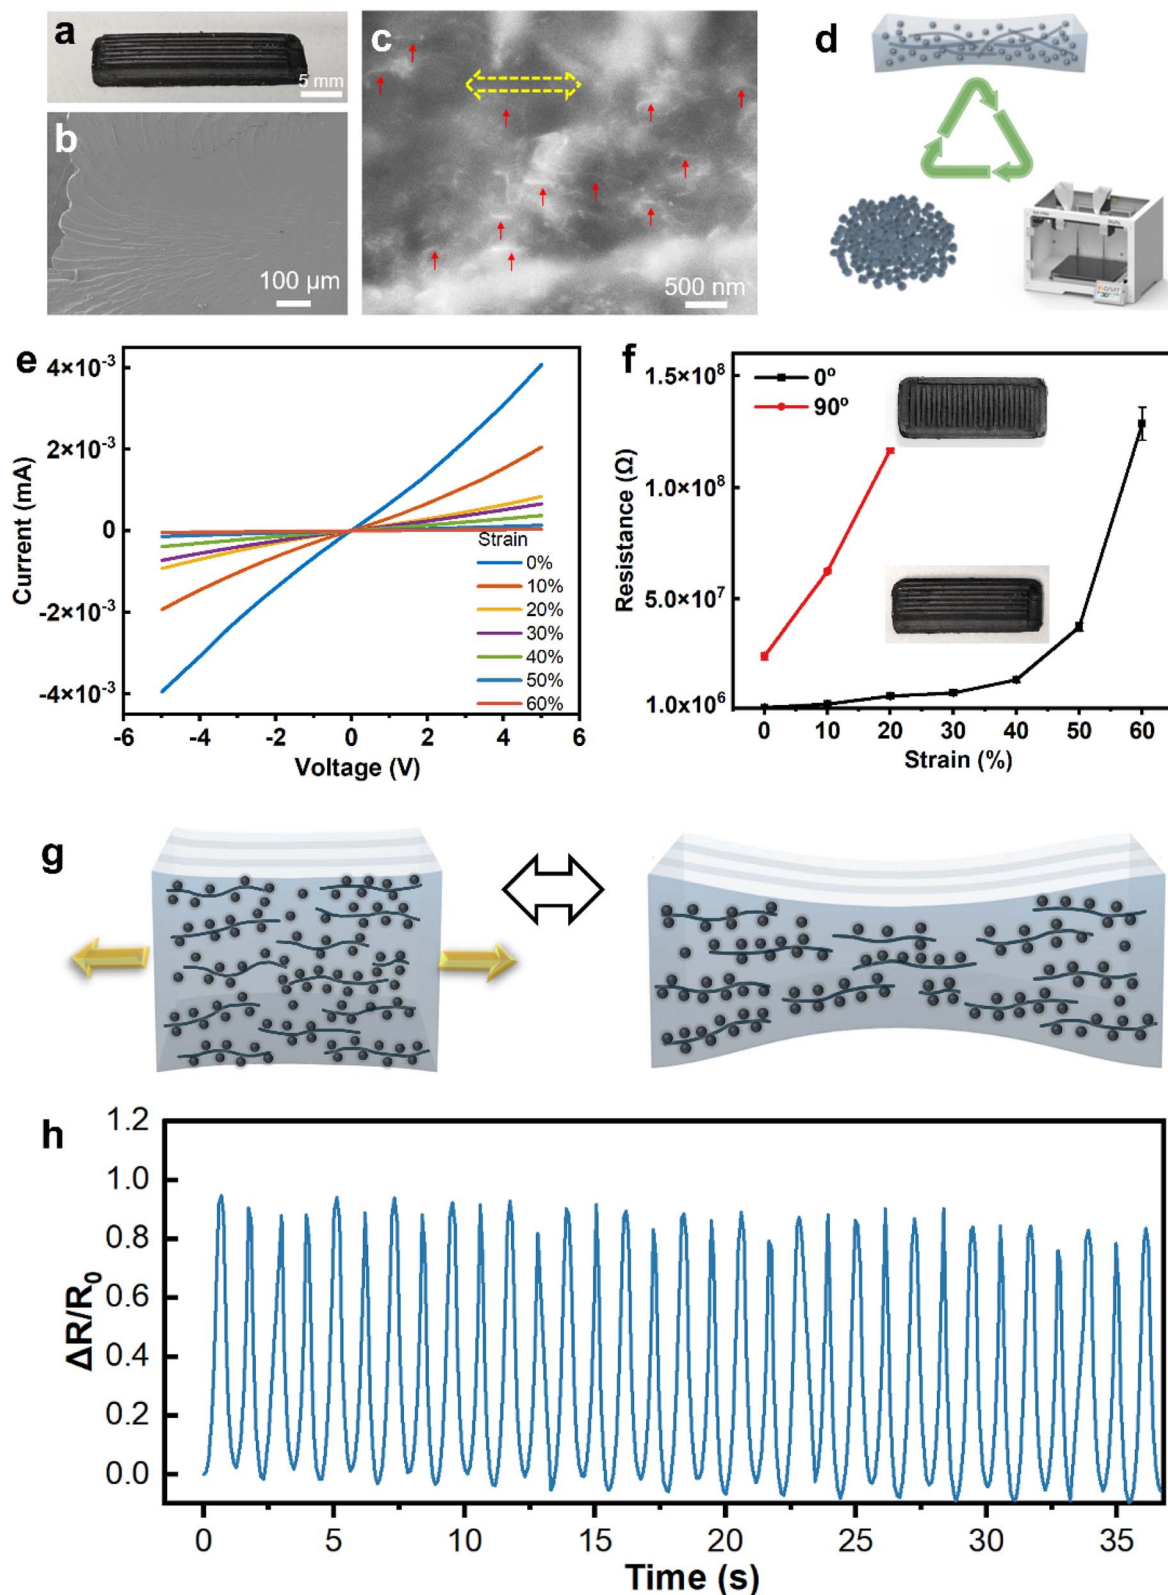 a
5 mm
b
100 µm
c
500 nm
d
e
4×10⁻³
2×10⁻³
0
-2×10⁻³
-4×10⁻³
Current (mA)
-6 -4 -2 0 2 4 6
Voltage (V)
Strain
0%
10%
20%
30%
40%
50%
60%
f
0º
90º
1.5×10⁸
1.0×10⁸
5.0×10⁷
1.0×10⁶
Resistance (Ω)
0 10 20 30 40 50 60
Strain (%)
g
h
1.2
1.0
0.8
0.6
0.4
0.2
0.0
ΔR/R₀
0 5 10 15 20 25 30 35
Time (s)